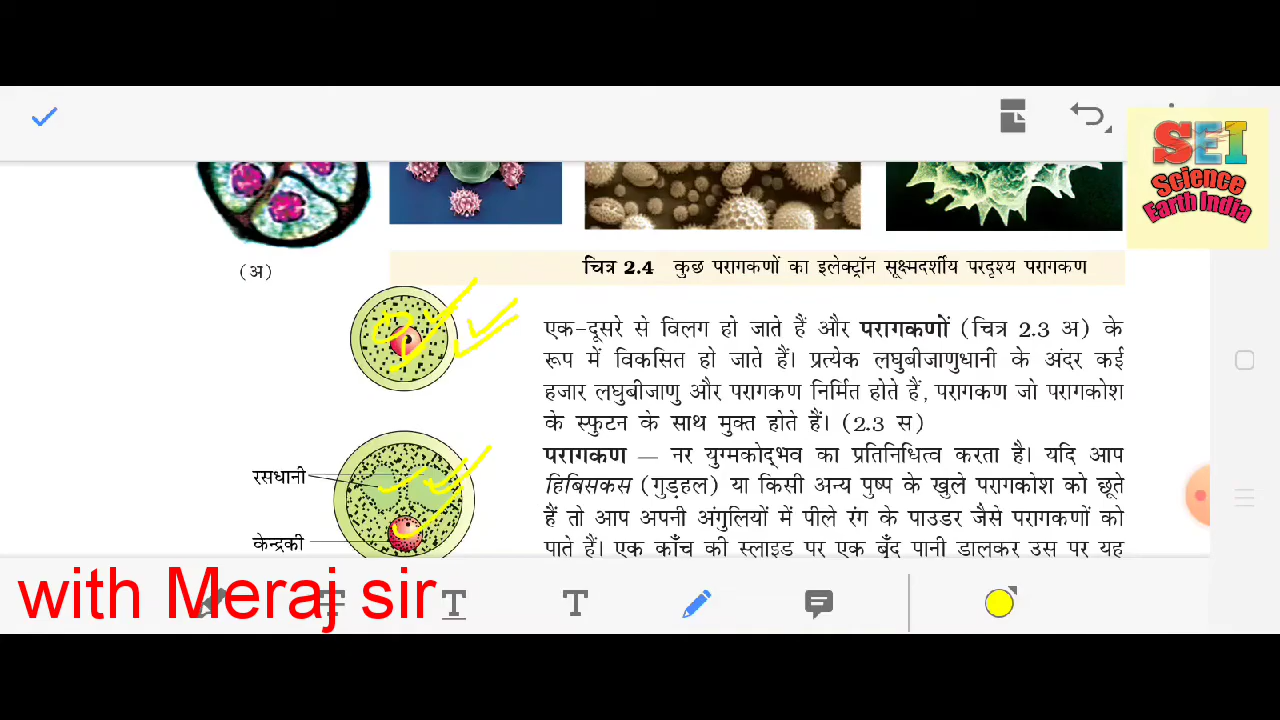 SEI
Science
Earth India
(अ)
चित्र 2.4 कुछ परागकणों का इलेक्ट्रॉन सूक्ष्मदर्शीय परदृश्य परागकण
एक-दूसरे से विलग हो जाते हैं और परागकणों (चित्र 2.3 अ) के
रूप में विकसित हो जाते हैं। प्रत्येक लघुबीजाणुधानी के अंदर कई
हजार लघुबीजाणु और परागकण निर्मित होते हैं, परागकण जो परागकोश
के स्फुटन के साथ मुक्त होते हैं। (2.3 स)
परागकण — नर युग्मकोद्‌भव का प्रतिनिधित्व करता है। यदि आप
रसधानी
हिबिसकस (गुड़हल) या किसी अन्य पुष्प के खुले परागकोश को छूते
हैं तो आप अपनी अंगुलियों में पीले रंग के पाउडर जैसे परागकणों को
केन्द्रकी
पाते हैं। एक काँच की स्लाइड पर एक बूँद पानी डालकर उस पर यह
with Meraj sir
T
T
T